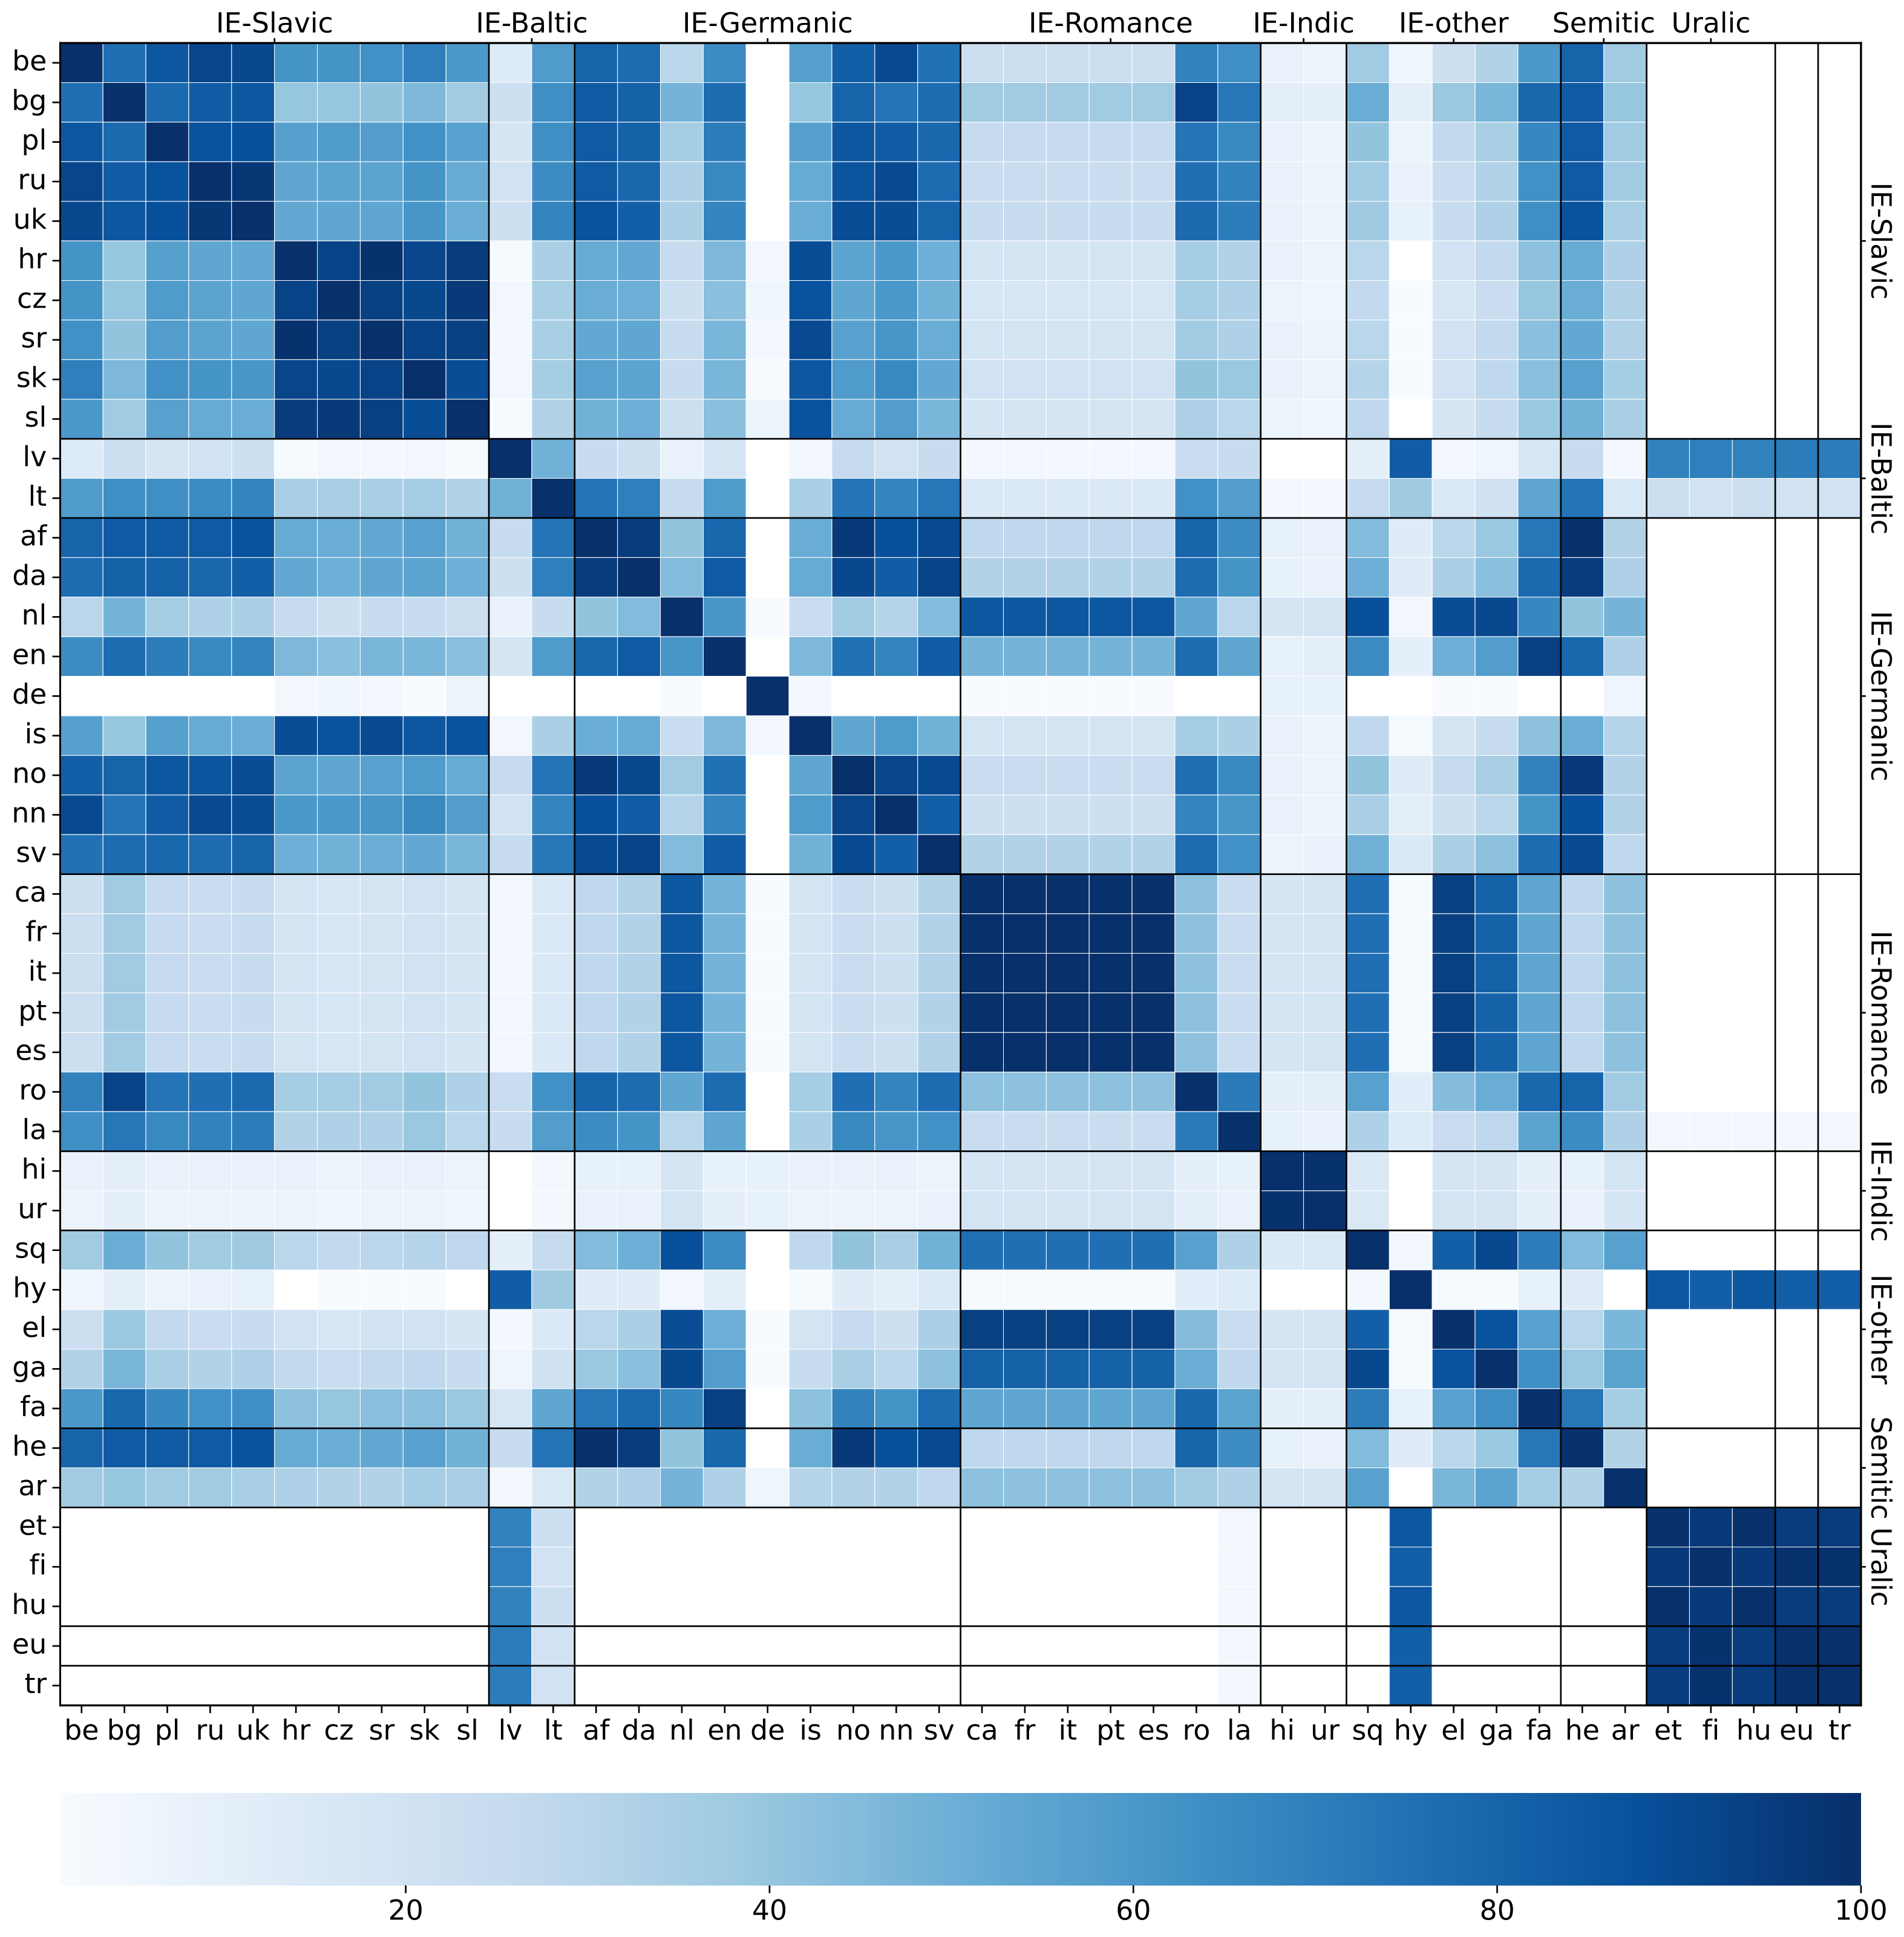 IE-Slavic IE-Baltic IE-Germanic IE-Romance IE-Indic IE-other Semitic Uralic
be
bg
pl
ru
uk
hr
cz
sr
sk
sl
lv
lt
af
da
nl
en
de
is
no
nn
sv
ca
fr
it
pt
es
ro
la
hi
ur
sq
hy
el
ga
fa
he
ar
et
fi
hu
eu
tr
IE-Slavic
IE-Baltic
IE-Germanic
IE-Romance
IE-Indic
IE-other
Semitic
Uralic
be bg pl ru uk hr cz sr sk sl lv lt af da nl en de is no nn sv ca fr it pt es ro la hi ur sq hy el ga fa he ar et fi hu eu tr
20 40 60 80 100